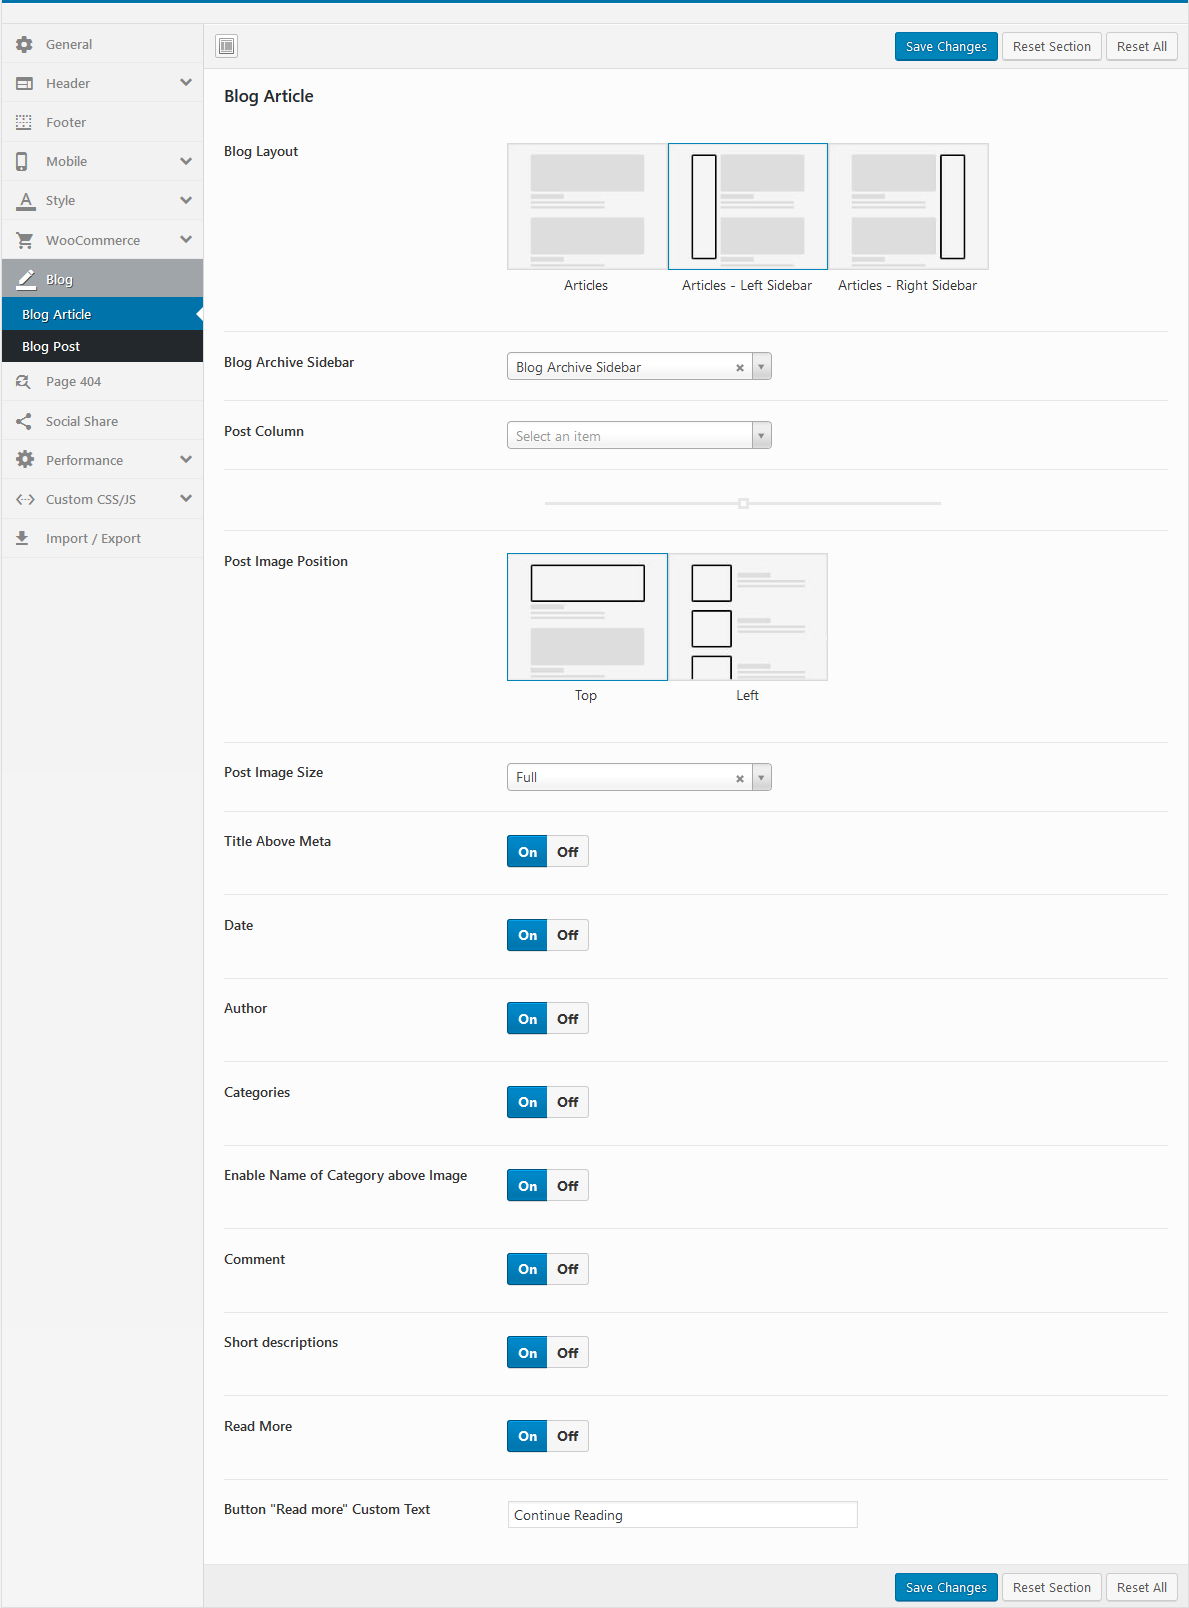 General
Header
Footer
Mobile
Style
WooCommerce
Blog
Blog Article
Blog Post
Page 404
Social Share
Performance
Custom CSS/JS
Import / Export
Save Changes Reset Section Reset All
Blog Article
Blog Layout
Articles Articles - Left Sidebar Articles - Right Sidebar
Blog Archive Sidebar Blog Archive Sidebar
Post Column Select an item
Post Image Position
Top Left
Post Image Size Full
Title Above Meta On Off
Date On Off
Author On Off
Categories On Off
Enable Name of Category above Image On Off
Comment On Off
Short descriptions On Off
Read More On Off
Button "Read more" Custom Text Continue Reading
Save Changes Reset Section Reset All